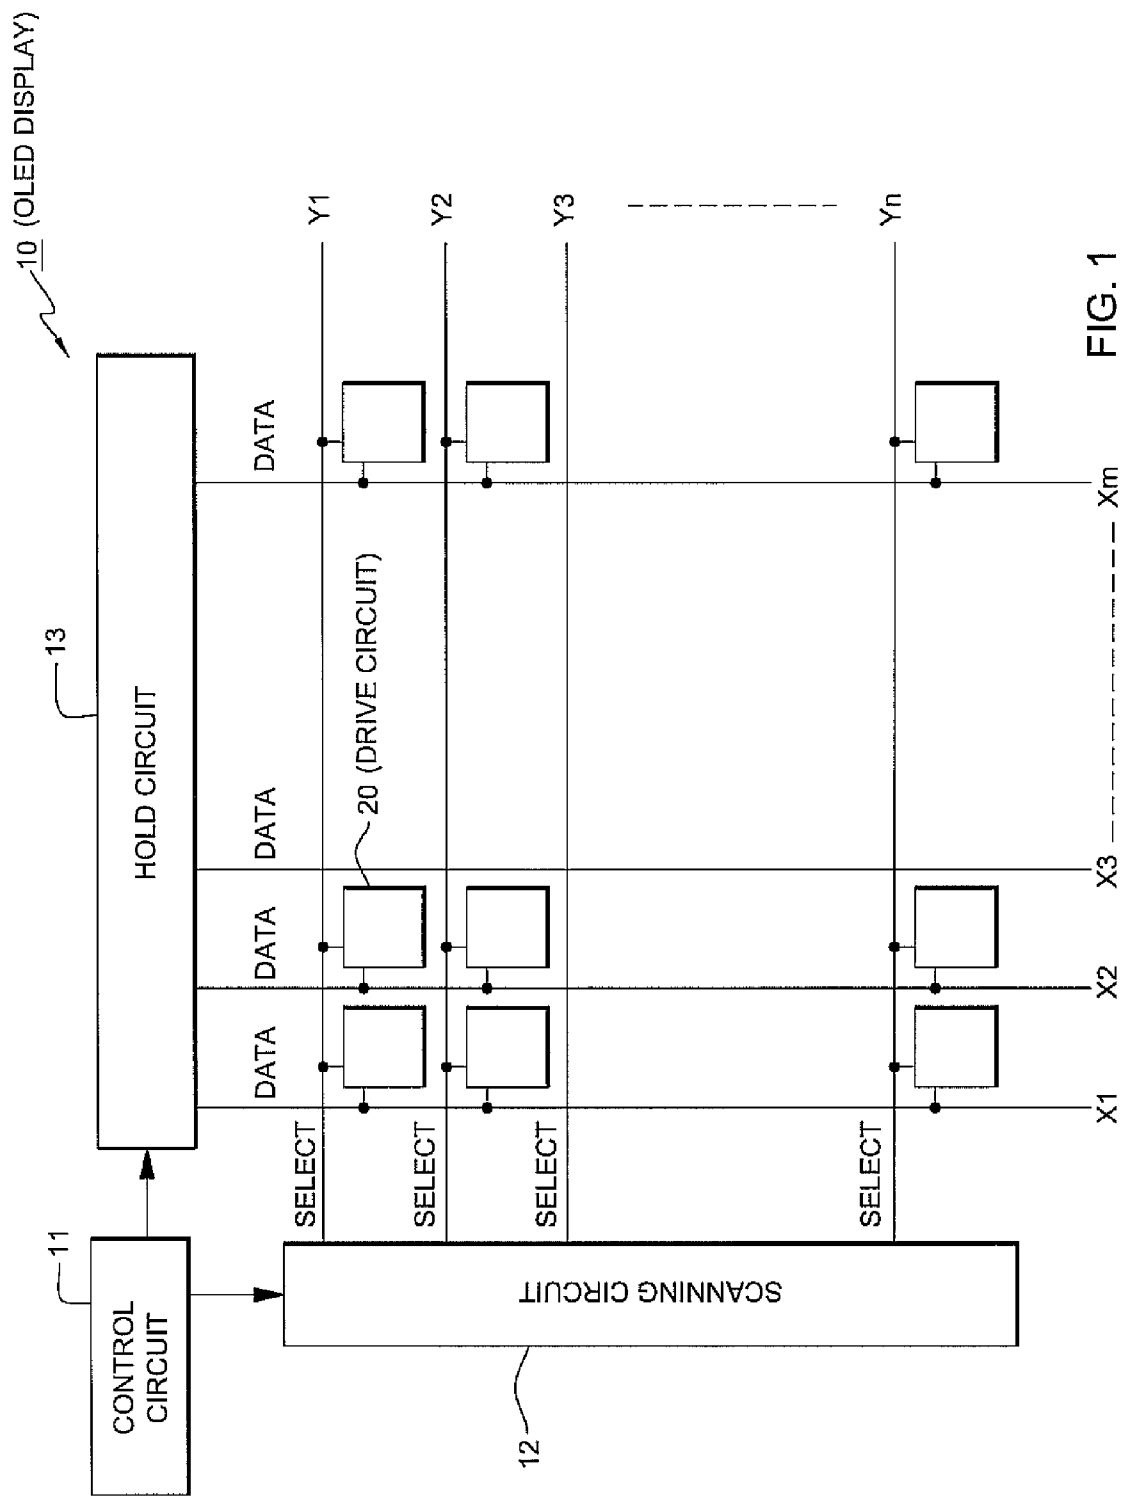 10 (OLED DISPLAY)
13
11
CONTROL
CIRCUIT
HOLD CIRCUIT
DATA
DATA
DATA
DATA
SELECT
Y1
20 (DRIVE CIRCUIT)
SELECT
Y2
SELECT
Y3
SELECT
Yn
12
SCANNING CIRCUIT
X1
X2
X3
Xm
FIG. 1